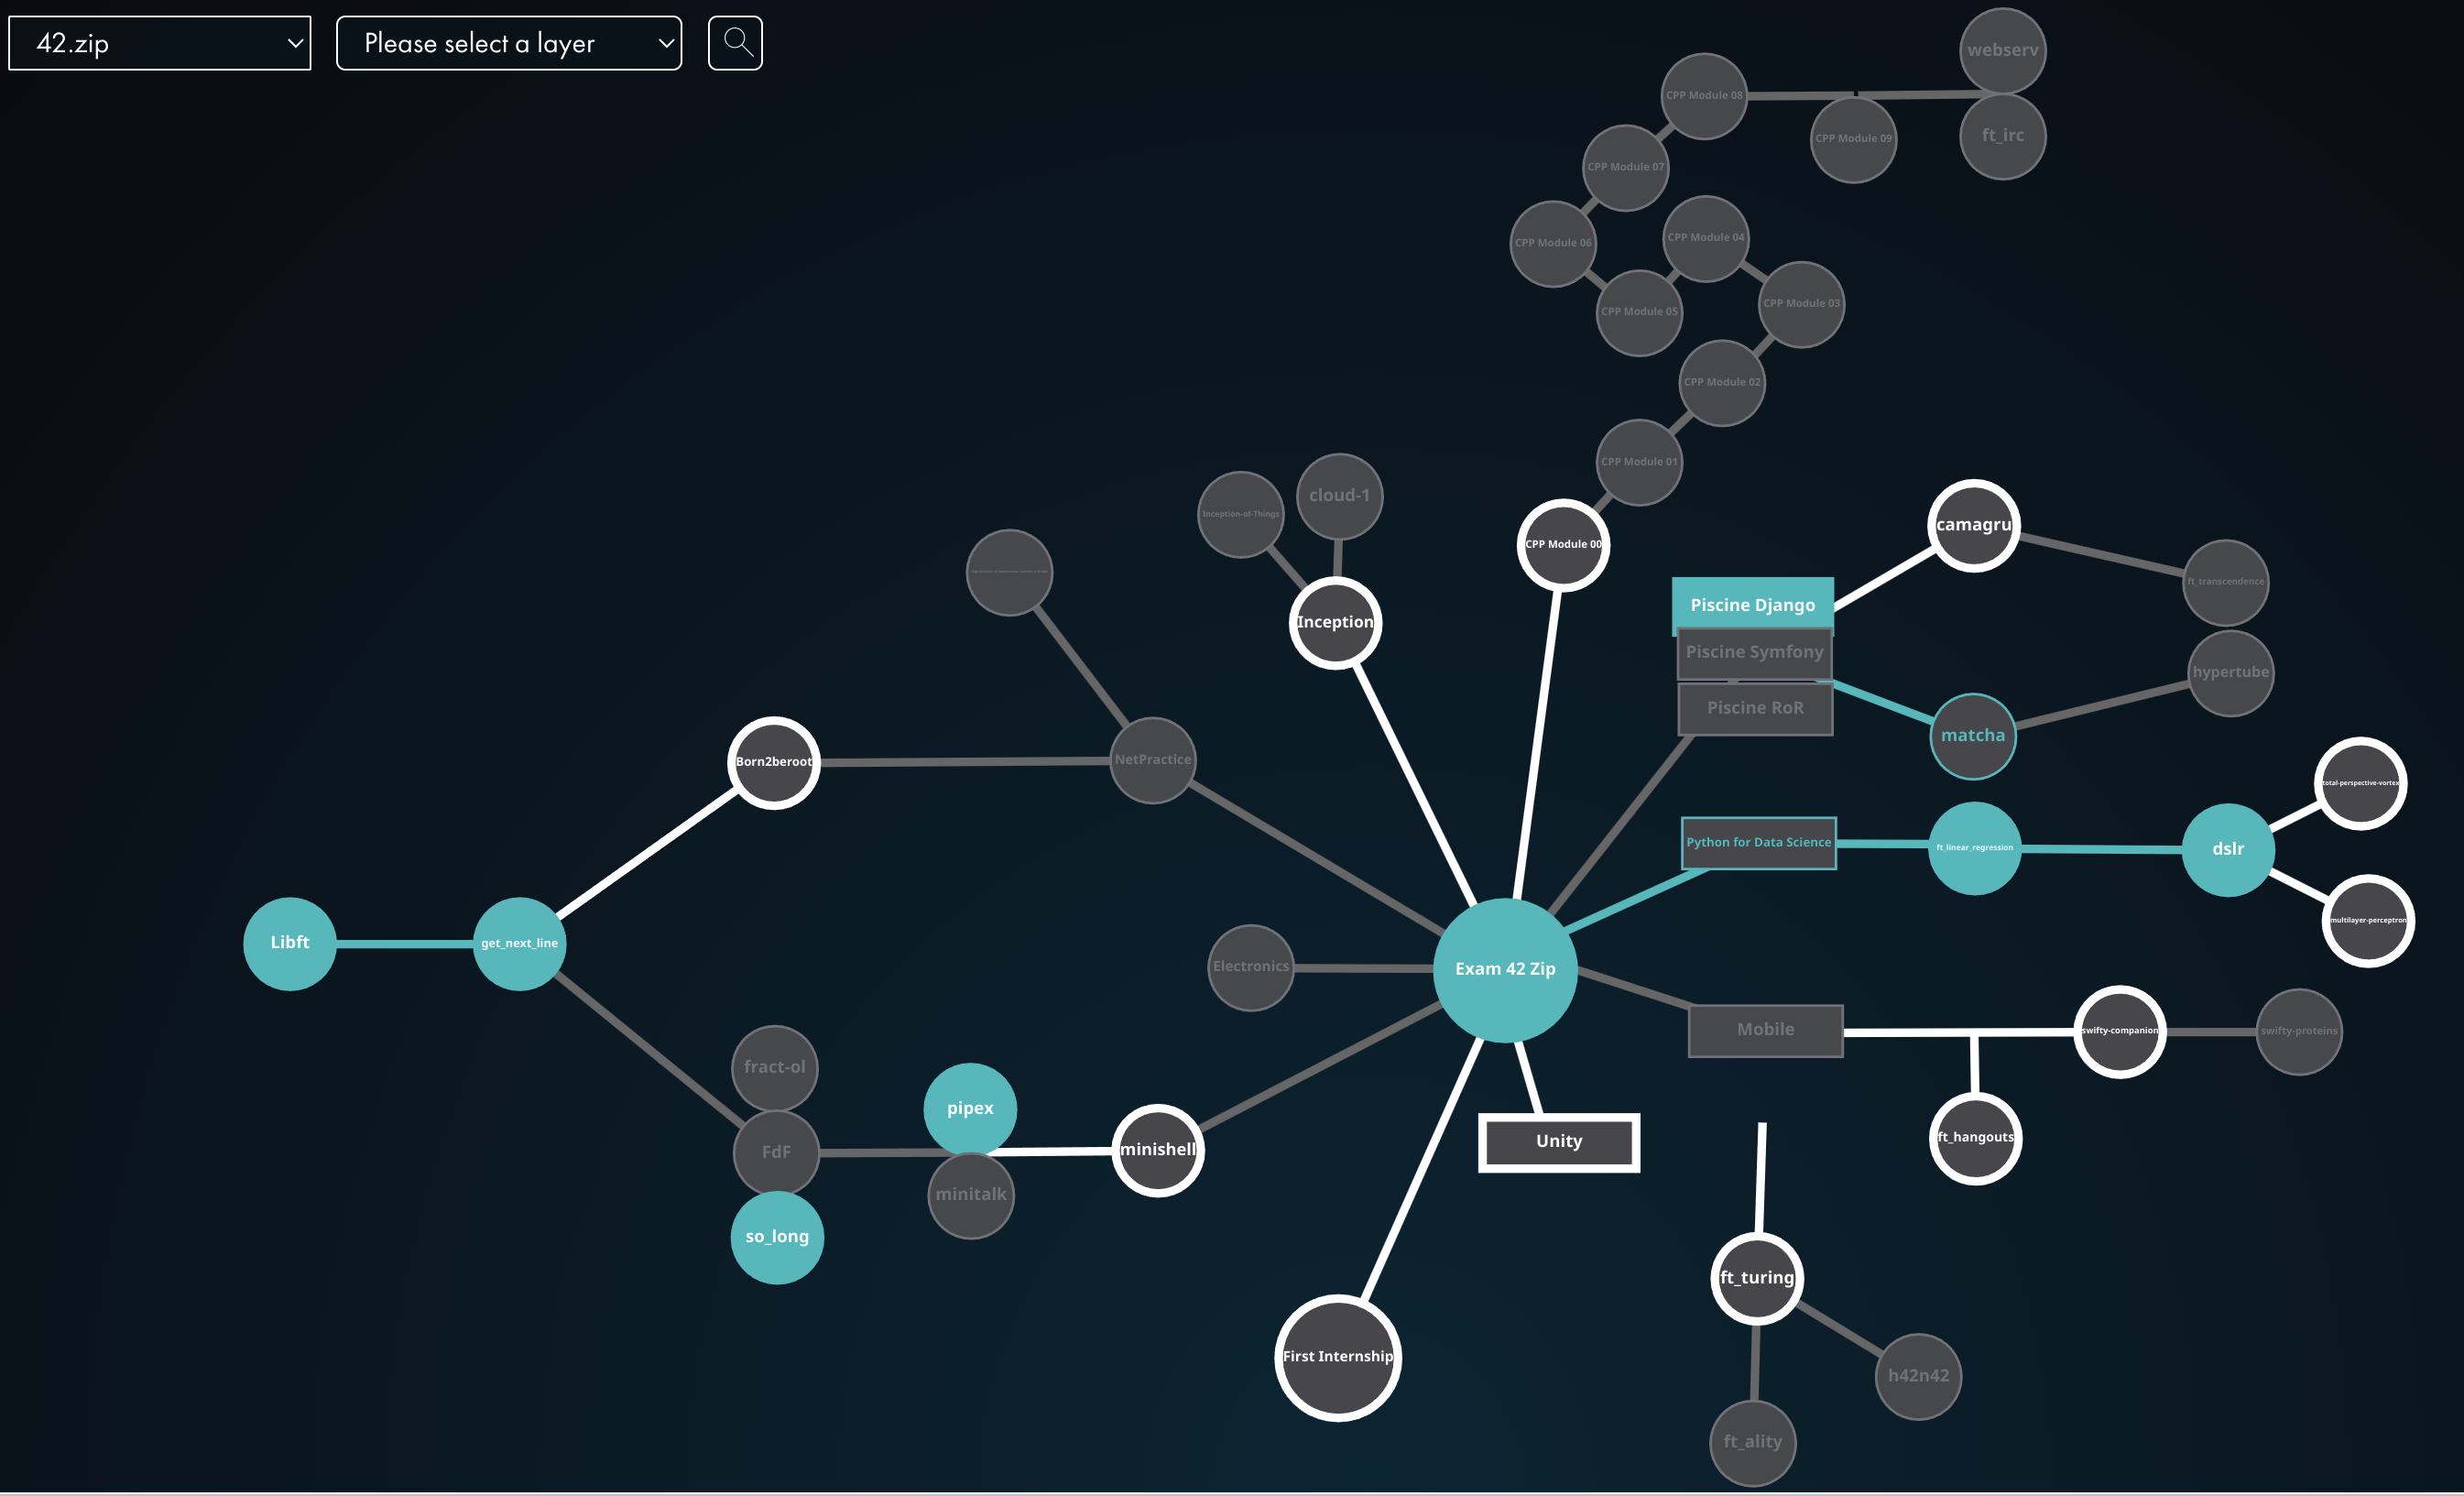 42.zip
Please select a layer
webserv
CPP Module 08
CPP Module 09
ft_irc
CPP Module 07
CPP Module 06
CPP Module 04
CPP Module 05
CPP Module 03
CPP Module 02
CPP Module 01
cloud-1
Inception-of-Things
CPP Module 00
camagru
ft_transcendence
Piscine Django
Inception
Piscine Symfony
hypertube
Piscine RoR
matcha
Born2beroot
NetPractice
total-perspective-vortex
Python for Data Science
ft_linear_regression
dslr
multilayer-perceptron
Libft
get_next_line
Electronics
Exam 42 Zip
Mobile
swifty-companion
swifty-proteins
fract-ol
pipex
Unity
ft_hangouts
FdF
minishell
minitalk
so_long
ft_turing
First Internship
h42n42
ft_ality